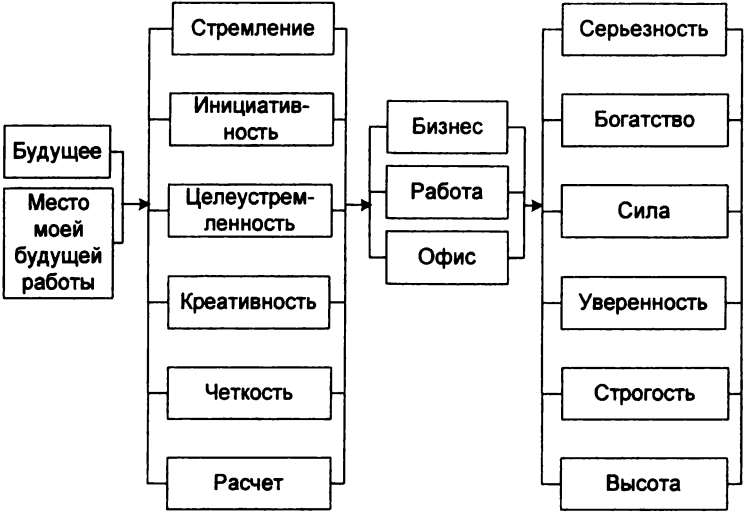 Будущее
Место
моей
будущей
работы
Стремление
Инициатив-
ность
Целеустрем-
ленность
Креативность
Четкость
Расчет
Бизнес
Работа
Офис
Серьезность
Богатство
Сила
Уверенность
Строгость
Высота